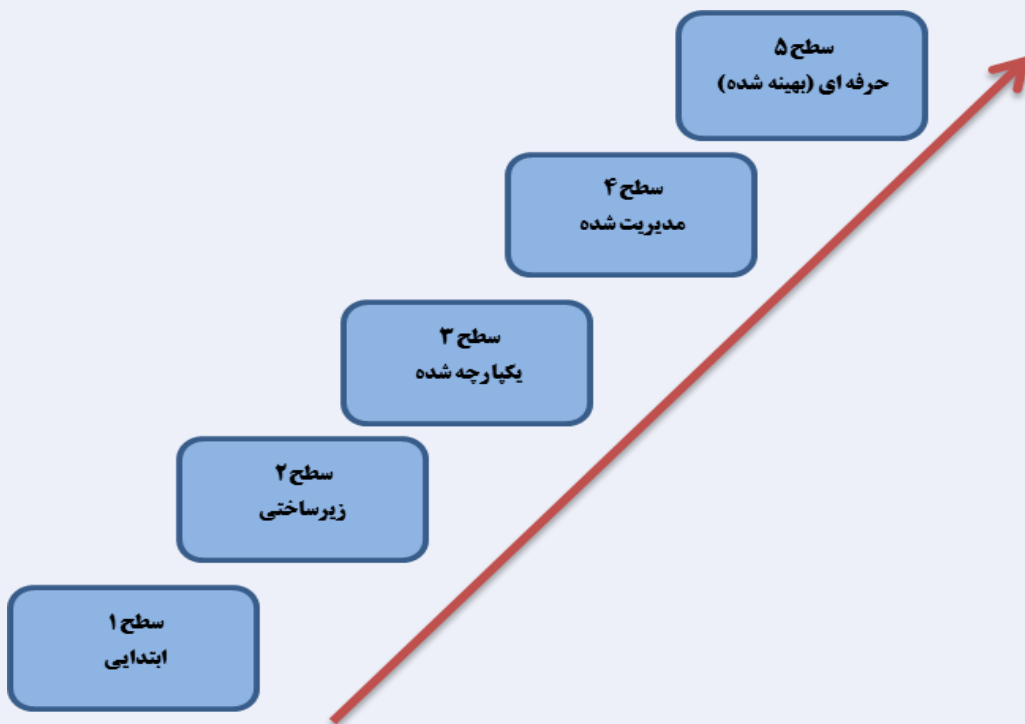 سطح ۵
حرفه ای (بهینه شده)
سطح ۴
مدیریت شده
سطح ۳
یکپارچه شده
سطح ۲
زیرساختی
سطح ۱
ابتدایی